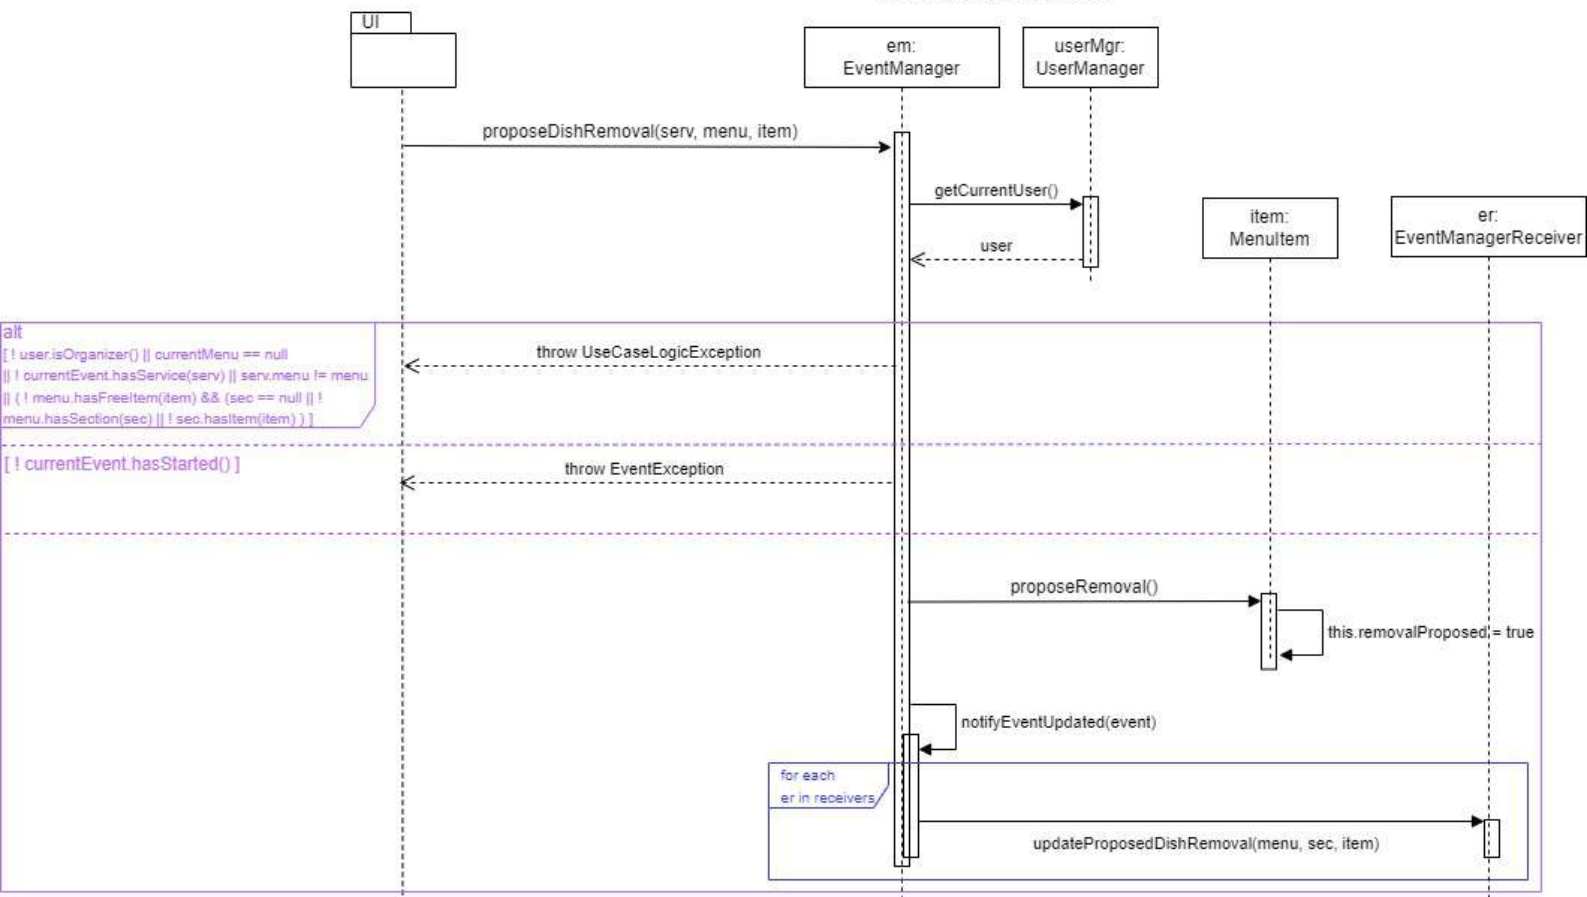 UI
em:
EventManager
userMgr:
UserManager
proposeDishRemoval(serv, menu, item)
getCurrentUser()
user
item:
MenuItem
er:
EventManagerReceiver
alt
[ ! user.isOrganizer() || currentMenu == null
|| ! currentEvent.hasService(serv) || serv.menu != menu
|| ( ! menu.hasFreeItem(item) && (sec == null || !
menu.hasSection(sec) || ! sec.hasItem(item) ) ]
throw UseCaseLogicException
[ ! currentEvent.hasStarted() ]
throw EventException
proposeRemoval()
this.removalProposed = true
notifyEventUpdated(event)
for each
er in receivers
updateProposedDishRemoval(menu, sec, item)